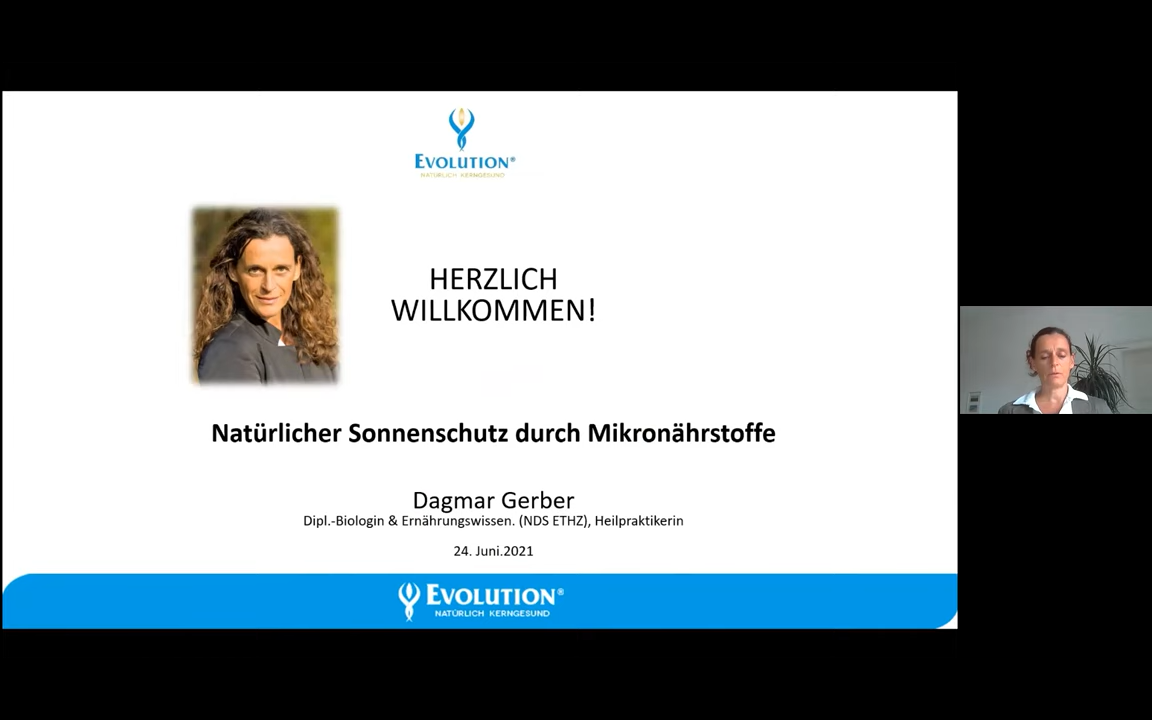 EVOLUTION®
NATÜRLICH KERNGESUND
HERZLICH
WILLKOMMEN!
Natürlicher Sonnenschutz durch Mikronährstoffe
Dagmar Gerber
Dipl.-Biologin & Ernährungswissen. (NDS ETHZ), Heilpraktikerin
24. Juni.2021
EVOLUTION®
NATÜRLICH KERNGESUND